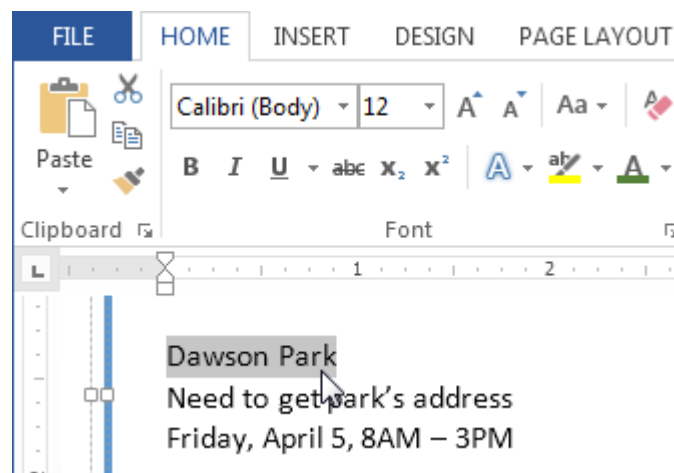 FILE HOME INSERT DESIGN PAGE LAYOUT
Calibri (Body) 12 A A Aa
Paste
B I U abc X₂ X² A ab A
Clipboard Font
L 1 2
Dawson Park
Need to get park's address
Friday, April 5, 8AM – 3PM